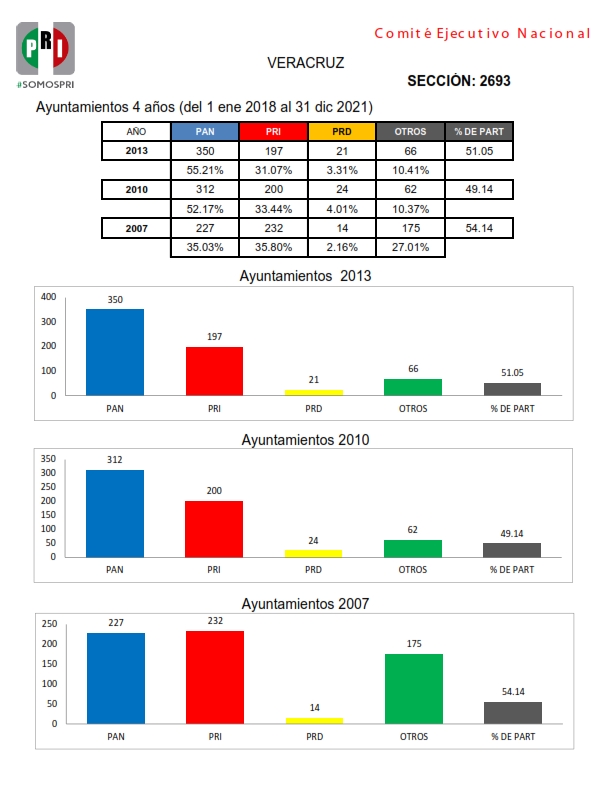 Comité Ejecutivo Nacional
PRI
#SOMOSPRI
VERACRUZ
SECCIÓN: 2693
Ayuntamientos 4 años (del 1 ene 2018 al 31 dic 2021)
AÑO PAN PRI PRD OTROS % DE PART
2013 350 197 21 66 51.05
55.21% 31.07% 3.31% 10.41%
2010 312 200 24 62 49.14
52.17% 33.44% 4.01% 10.37%
2007 227 232 14 175 54.14
35.03% 35.80% 2.16% 27.01%
Ayuntamientos 2013
400
300
200
100
0
350 197 21 66 51.05
PAN PRI PRD OTROS % DE PART
Ayuntamientos 2010
350
300
250
200
150
100
50
0
312 200 24 62 49.14
PAN PRI PRD OTROS % DE PART
Ayuntamientos 2007
250
200
150
100
50
0
227 232 14 175 54.14
PAN PRI PRD OTROS % DE PART